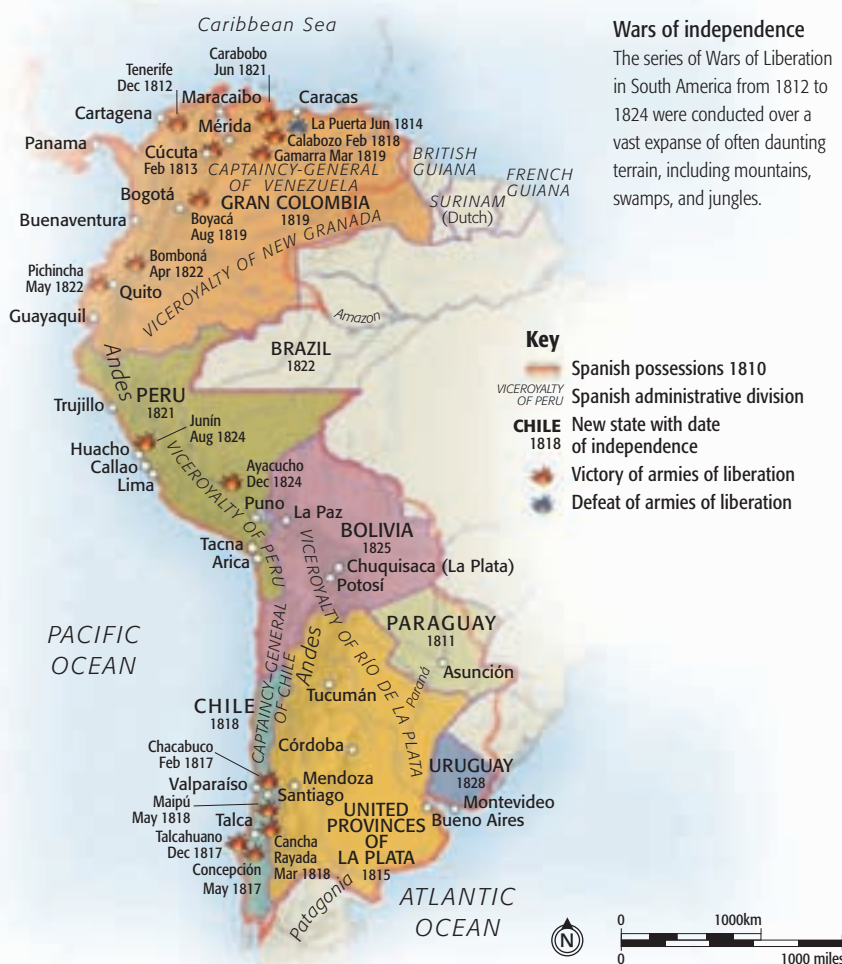 Caribbean Sea
Wars of independence
The series of Wars of Liberation
in South America from 1812 to
1824 were conducted over a
vast expanse of often daunting
terrain, including mountains,
swamps, and jungles.
Carabobo
Jun 1821
Tenerife
Dec 1812
Maracaibo
Caracas
Cartagena
Mérida
La Puerta Jun 1814
Calabozo Feb 1818
Gamarra Mar 1819
Panama
Cúcuta
Feb 1813
CAPTAINCY-GENERAL
OF VENEZUELA
BRITISH
GUIANA
FRENCH
GUIANA
SURINAM
(Dutch)
Bogotá
GRAN COLOMBIA
1819
Boyacá
Aug 1819
Buenaventura
VICEROYALTY OF NEW GRANADA
Bomboná
Apr 1822
Pichincha
May 1822
Quito
Guayaquil
Amazon
BRAZIL
1822
Andes
PERU
1821
Trujillo
Junín
Aug 1824
Huacho
Callao
Lima
VICEROYALTY OF PERU
Ayacucho
Dec 1824
Puno
La Paz
BOLIVIA
1825
Tacna
Arica
Chuquisaca (La Plata)
Potosí
VICEROYALTY OF RÍO DE LA PLATA
PACIFIC
OCEAN
PARAGUAY
1811
Asunción
Paraná
Andes
CAPTAINCY-GENERAL
OF CHILE
Tucumán
CHILE
1818
Chacabuco
Feb 1817
Córdoba
Valparaíso
Mendoza
Santiago
URUGUAY
1828
Maipú
May 1818
Montevideo
Bueno Aires
Talca
UNITED
PROVINCES
OF
LA PLATA
1815
Talcahuano
Dec 1817
Cancha
Rayada
Mar 1818
Concepción
May 1817
Patagonia
ATLANTIC
OCEAN
Key
Spanish possessions 1810
VICEROYALTY
OF PERU
Spanish administrative division
CHILE
1818
New state with date
of independence
Victory of armies of liberation
Defeat of armies of liberation
N
0 1000km
0 1000 miles